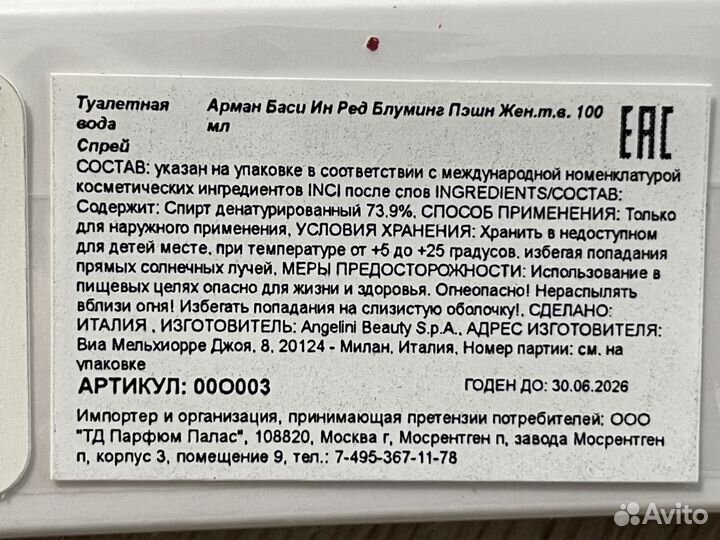 Туалетная вода Спрей
Арман Баси Ин Ред Блуминг Пэшн Жен.т.в. 100 мл
EAC
СОСТАВ: указан на упаковке в соответствии с международной номенклатурой
косметических ингредиентов INCI после слов INGREDIENTS/СОСТАВ:
Содержит: Спирт денатурированный 73.9%, СПОСОБ ПРИМЕНЕНИЯ: Только
для наружного применения, УСЛОВИЯ ХРАНЕНИЯ: Хранить в недоступном
для детей месте, при температуре от +5 до +25 градусов, избегая попадания
прямых солнечных лучей, МЕРЫ ПРЕДОСТОРОЖНОСТИ: Использование в
пищевых целях опасно для жизни и здоровья. Огнеопасно! Нераспылять
вблизи огня! Избегать попадания на слизистую оболочку!, СДЕЛАНО:
ИТАЛИЯ , ИЗГОТОВИТЕЛЬ: Angelini Beauty S.p.A., АДРЕС ИЗГОТОВИТЕЛЯ:
Виа Мельхиорре Джоя, 8, 20124 - Милан, Италия, Номер партии: см. на
упаковке
АРТИКУЛ: 00O003
ГОДЕН ДО: 30.06.2026
Импортер и организация, принимающая претензии потребителей: ООО
"ТД Парфюм Палас", 108820, Москва г, Мосрентген п, завода Мосрентген
п, корпус 3, помещение 9, тел.: 7-495-367-11-78
Avito